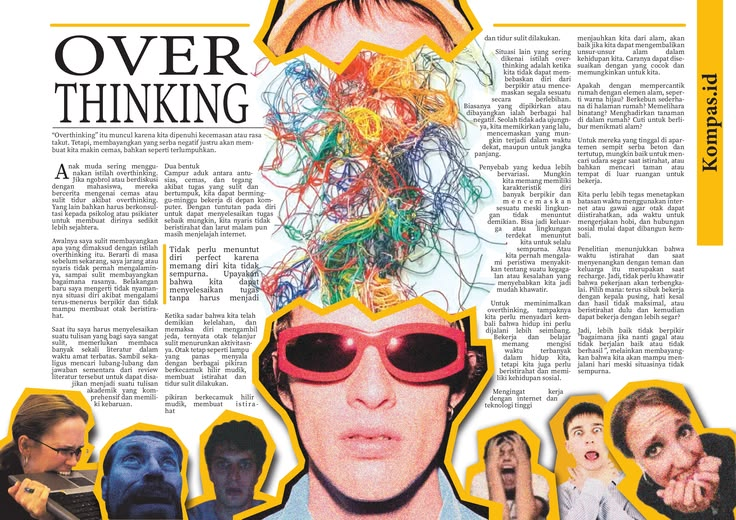 OVER
THINKING
"Overthinking" itu muncul karena kita dipenuhi kecemasan atau rasa
takut. Tetapi, membayangkan yang serba negatif justru akan mem-
buat kita makin cemas, bahkan seperti terlumpuhkan.
Anak muda sering menggu-
nakan istilah overthinking.
Jika ngobrol atau berdiskusi
dengan mahasiswa, mereka
bercerita mengenai cemas atau
sulit tidur akibat overthinking.
Yang lain bahkan harus berkonsul-
tasi kepada psikolog atau psikiater
untuk membuat dirinya sedikit
lebih sejahtera.
Awalnya saya sulit membayangkan
apa yang dimaksud dengan istilah
overthinking itu. Berarti di masa
sebelum sekarang, saya jarang atau
nyaris tidak pernah mengalamin-
ya, sampai sulit membayangkan
bagaimana rasanya. Belakangan
baru saya mengerti tidak nyaman-
nya situasi diri akibat mengalami
terus-menerus berpikir dan tidak
mampu membuat otak beristira-
hat.
Saat itu saya harus menyelesaikan
suatu tulisan yang bagi saya sangat
sulit, memerlukan membaca
banyak sekali literatur dalam
waktu amat terbatas. Sambil seka-
ligus mencari lubang-lubang dan
jawaban sementara dari review
literatur tersebut untuk dapat disa-
jikan menjadi suatu tulisan
akademik yang kom-
prehensif dan memili-
ki kebaruan.
Dua bentuk
Campur aduk antara antu-
sias, cemas, dan tegang
akibat tugas yang sulit dan
bertumpuk, kita dapat berming-
gu-minggu bekerja di depan kom-
puter. Dengan tuntutan pada diri
untuk dapat menyelesaikan tugas
sebaik mungkin, kita nyaris tidak
beristirahat dan larut malam pun
masih menjelajah internet.
Tidak perlu menuntut
diri perfect karena
memang diri kita tidak
sempurna. Upayakan
bahwa kita dapat
menyelesaikan tugas
tanpa harus menjadi
Ketika sadar bahwa kita telah
demikian kelelahan, dan
memaksa diri mengambil
jeda, ternyata otak telanjur
sulit menurunkan aktivitasn-
ya. Otak tetap seperti lampu
yang panas menyala
dengan berbagai pikiran
berkecamuk hilir mudik,
membuat istirahat dan
tidur sulit dilakukan.
pikiran berkecamuk hilir
mudik, membuat istira-
hat
dan tidur sulit dilakukan.
Situasi lain yang sering
dikenai istilah over-
thinking adalah ketika
kita tidak dapat mem-
bebaskan diri dari
berpikir atau mence-
maskan segala sesuatu
secara berlebihan.
Biasanya yang dipikirkan atau
dibayangkan ialah berbagai hal
negatif. Seolah tidak ada ujungn-
ya, kita memikirkan yang lalu,
mencemaskan yang mun-
gkin terjadi dalam waktu
dekat, maupun untuk jangka
panjang.
Penyebab yang kedua lebih
bervariasi. Mungkin
kita memang memiliki
karakteristik diri
banyak berpikir dan
mencemaskan
sesuatu meski lingkun-
gan tidak menuntut
demikian. Bisa jadi keluar-
ga atau lingkungan
terdekat menuntut
kita untuk selalu
sempurna. Atau
kita pernah mengala-
mi peristiwa menyakit-
kan tentang suatu kegaga-
lan atau kesalahan yang
menyebabkan kita jadi
mudah khawatir.
Untuk meminimalkan
overthinking, tampaknya
kita perlu menyadari kem-
bali bahwa hidup ini perlu
dijalani lebih seimbang.
Bekerja dan belajar
memang mengisi
waktu terbanyak
dalam hidup kita,
tetapi kita juga perlu
beristirahat dan memi-
liki kehidupan sosial.
Mengingat kerja
dengan internet dan
teknologi tinggi
menjauhkan kita dari alam, akan
baik jika kita dapat mengembalikan
unsur-unsur alam dalam
kehidupan kita. Caranya dapat dise-
suaikan dengan yang cocok dan
memungkinkan untuk kita.
Apakah dengan mempercantik
rumah dengan elemen alam, seper-
ti warna hijau? Berkebun sederha-
na di halaman rumah? Memelihara
binatang? Menghadirkan tanaman
di dalam rumah? Cuti untuk berli-
bur menikmati alam?
Untuk mereka yang tinggal di apar-
temen sempit serba beton dan
tertutup, mungkin baik untuk men-
cari udara segar saat istirahat, atau
bahkan mencari taman atau
tempat di luar ruangan untuk
bekerja.
Kita perlu lebih tegas menetapkan
batasan waktu menggunakan inter-
net atau gawai agar otak dapat
diistirahatkan, ada waktu untuk
mengerjakan hobi, dan hubungan
sosial mulai dapat dibangun kem-
bali.
Penelitian menunjukkan bahwa
waktu istirahat dan saat
menyenangkan dengan teman dan
keluarga itu merupakan saat
recharge. Jadi, tidak perlu khawatir
bahwa pekerjaan akan terbengka-
lai. Pilih mana: terus sibuk bekerja
dengan kepala pusing, hati kesal
dan hasil tidak maksimal, atau
beristirahat dulu dan kemudian
dapat bekerja dengan lebih segar?
Jadi, lebih baik tidak berpikir
"bagaimana jika nanti gagal atau
tidak berjalan baik atau tidak
berhasil", melainkan membayang-
kan bahwa kita akan mampu men-
jalani hari meski situasinya tidak
sempurna.
Kompas.id